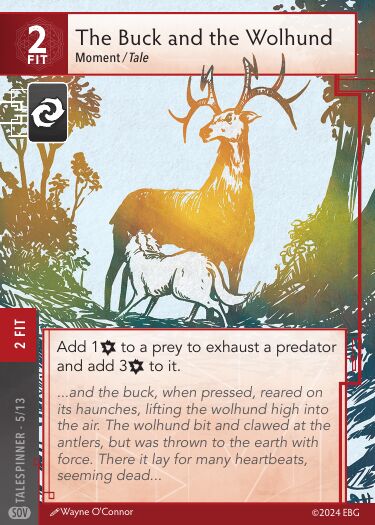 2
FIT
The Buck and the Wolhund
Moment / Tale
2 FIT
Add 1 to a prey to exhaust a predator
and add 3 to it.
...and the buck, when pressed, reared on
its haunches, lifting the wolhund high into
the air. The wolhund bit and clawed at the
antlers, but was thrown to the earth with
force. There it lay for many heartbeats,
seeming dead...
SOV TALESPINNER - 5/13
Wayne O'Connor
©2024 EBG